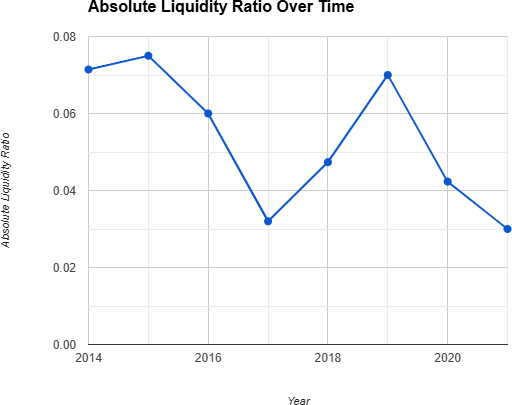 Absolute Liquidity Ratio Over Time
0.08
0.06
0.04
0.02
0.00
Absolute Liquidity Ratio
2014 2016 2018 2020
Year